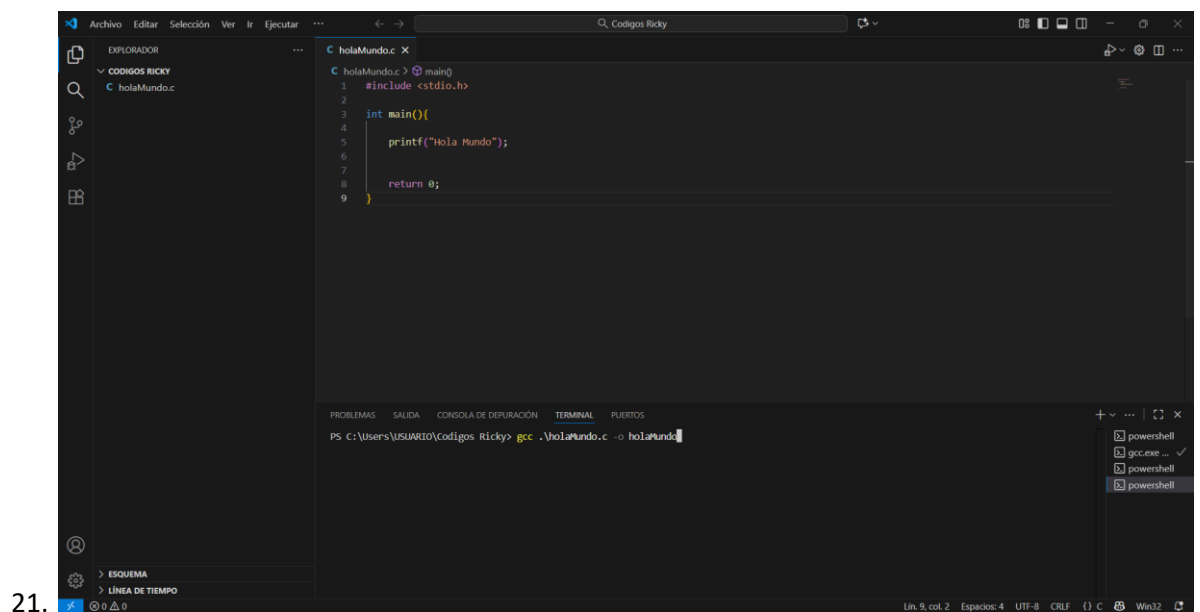 Archivo Editar Selección Ver Ir Ejecutar ··· Codigos Ricky
EXPLORADOR ···
CODIGOS RICKY
C holaMundo.c
C holaMundo.c
C holaMundo.c > main()
1 #include <stdio.h>
2
3 int main(){
4
5 printf("Hola Mundo");
6
7
8 return 0;
9 }
PROBLEMAS SALIDA CONSOLA DE DEPURACIÓN TERMINAL PUERTOS
PS C:\Users\USUARIO\Codigos Ricky> gcc .\holaMundo.c -o holaMundo
powershell
gcc.exe ...
powershell
powershell
> ESQUEMA
> LÍNEA DE TIEMPO
21.
0 0 Lín. 9, col. 2 Espacios: 4 UTF-8 CRLF {} C Win32